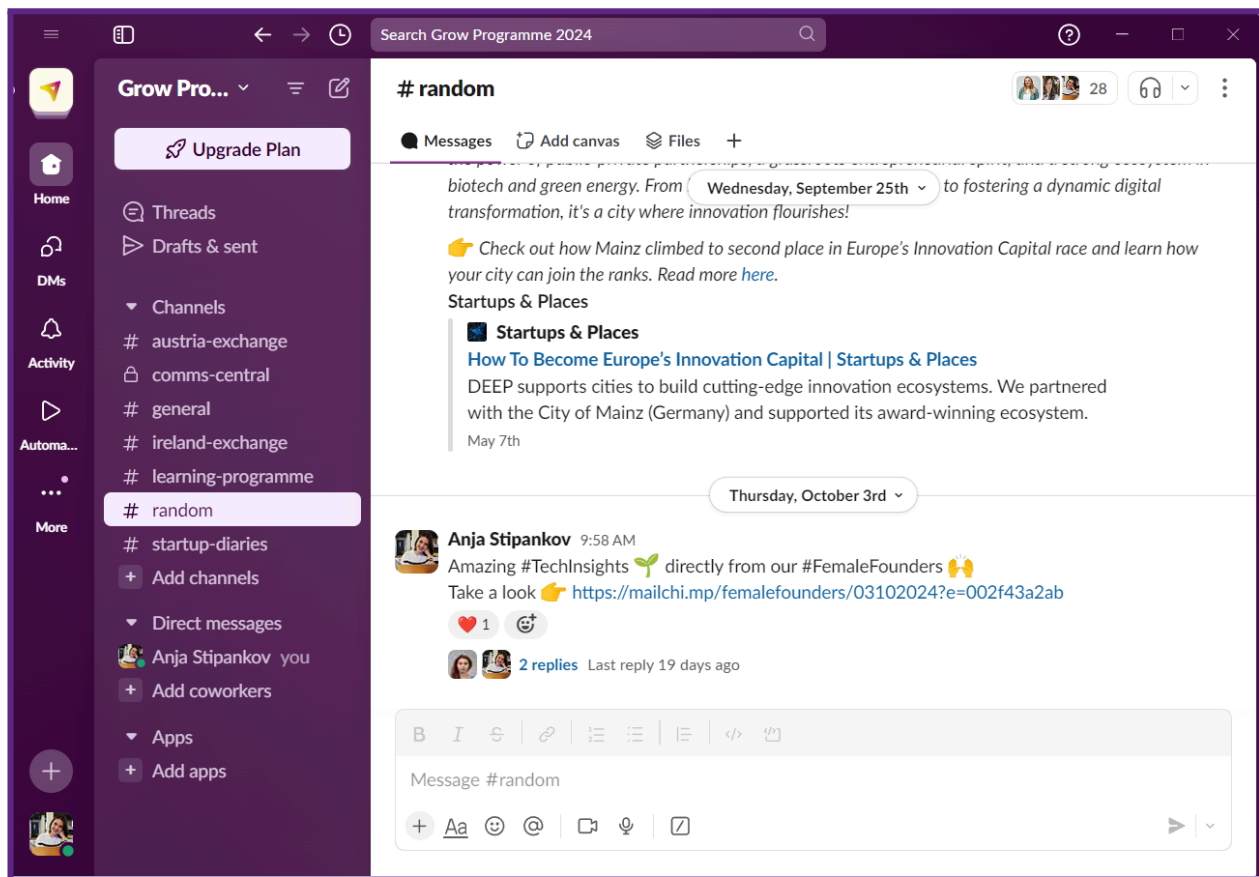 Search Grow Programme 2024
Grow Pro...
Upgrade Plan
Home
Threads
Drafts & sent
DMs
Channels
# austria-exchange
Activity
comms-central
# general
Automa...
# ireland-exchange
# learning-programme
# random
More
# startup-diaries
+ Add channels
Direct messages
Anja Stipankov you
+ Add coworkers
Apps
+ Add apps
# random
28
Messages
Add canvas
Files
biotech and green energy. From
Wednesday, September 25th
to fostering a dynamic digital
transformation, it's a city where innovation flourishes!
👉 Check out how Mainz climbed to second place in Europe’s Innovation Capital race and learn how
your city can join the ranks. Read more here.
Startups & Places
Startups & Places
How To Become Europe’s Innovation Capital | Startups & Places
DEEP supports cities to build cutting-edge innovation ecosystems. We partnered
with the City of Mainz (Germany) and supported its award-winning ecosystem.
May 7th
Thursday, October 3rd
Anja Stipankov 9:58 AM
Amazing #TechInsights 🌱 directly from our #FemaleFounders 🙌
Take a look 👉 https://mailchi.mp/femalefounders/03102024?e=002f43a2ab
❤️ 1
2 replies Last reply 19 days ago
B I S
Message #random
+ Aa @